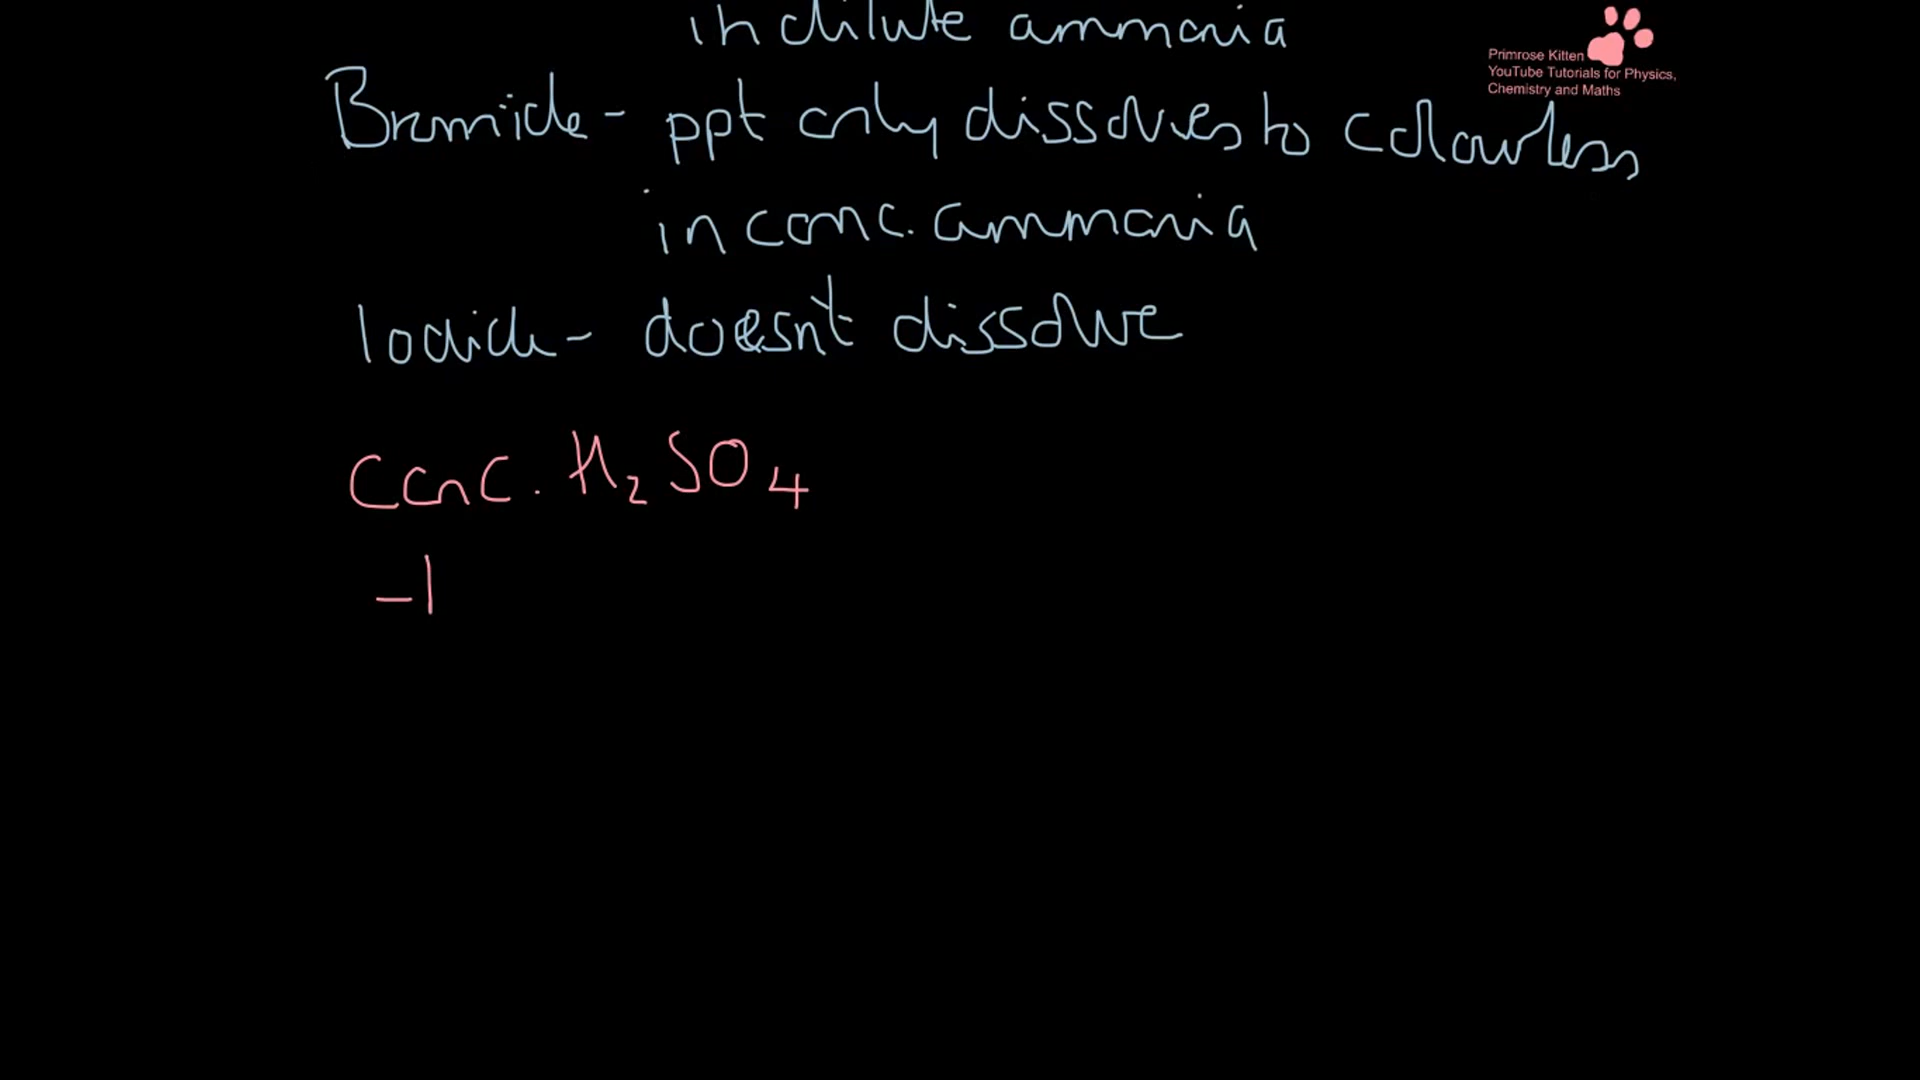 in dilute ammonia
Primrose Kitten
YouTube Tutorials for Physics,
Chemistry and Maths
Bromide - ppt only dissolves to colourless
in conc. ammonia
Iodide - doesn't dissolve
conc. H₂SO₄
-1